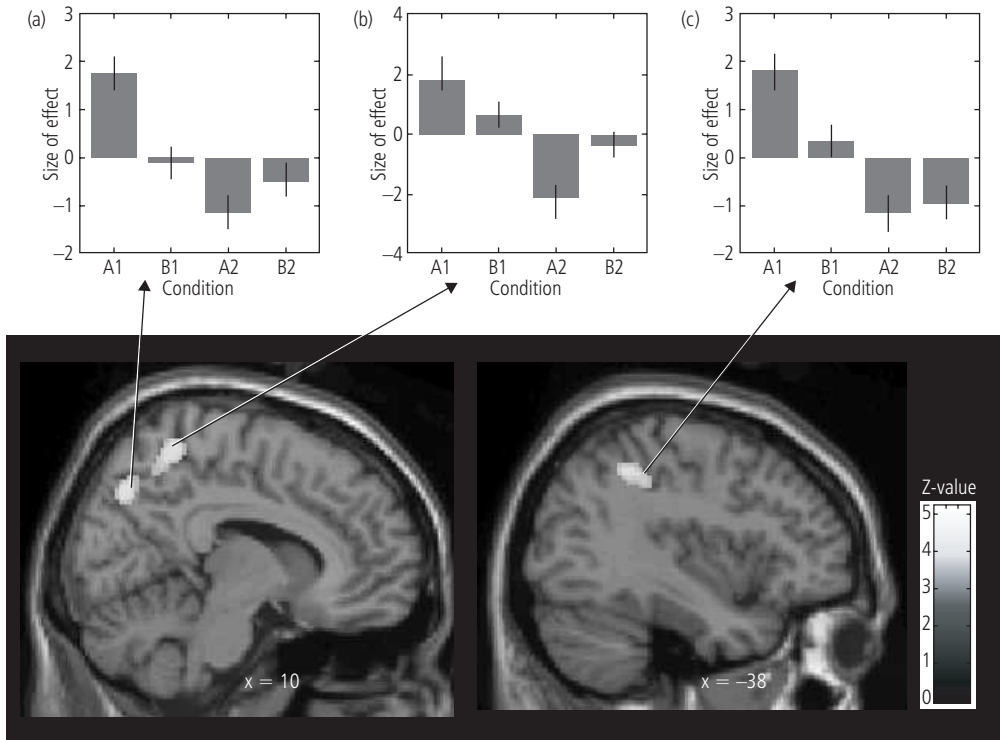 (a)
3
2
1
0
–1
–2
Size of effect
A1 B1 A2 B2
Condition
(b)
4
2
0
–2
–4
Size of effect
A1 B1 A2 B2
Condition
(c)
3
2
1
0
–1
–2
Size of effect
A1 B1 A2 B2
Condition
x = 10
x = –38
Z-value
5
4
3
2
1
0